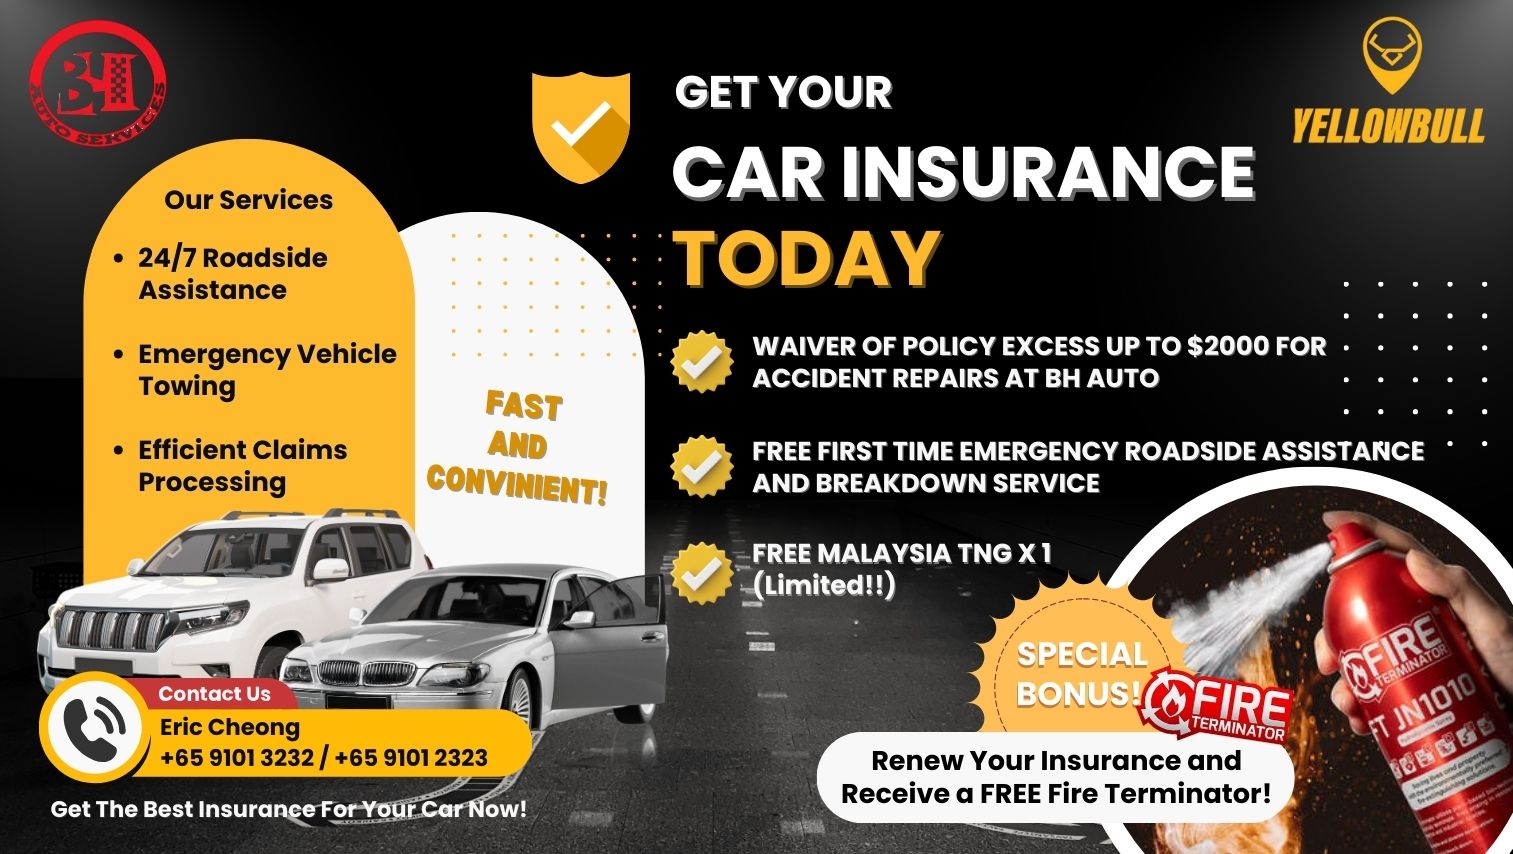 BH
AUTO SERVICES
YELLOWBULL
GET YOUR
CAR INSURANCE
TODAY
Our Services
• 24/7 Roadside
Assistance
• Emergency Vehicle
Towing
• Efficient Claims
Processing
FAST
AND
CONVINIENT!
WAIVER OF POLICY EXCESS UP TO $2000 FOR
ACCIDENT REPAIRS AT BH AUTO
FREE FIRST TIME EMERGENCY ROADSIDE ASSISTANCE
AND BREAKDOWN SERVICE
FREE MALAYSIA TNG X 1
(Limited!!)
SPECIAL
BONUS!
FIRE
TERMINATOR
Renew Your Insurance and
Receive a FREE Fire Terminator!
FIRE
TERMINATOR
FT JN1010
Contact Us
Eric Cheong
+65 9101 3232 / +65 9101 2323
Get The Best Insurance For Your Car Now!